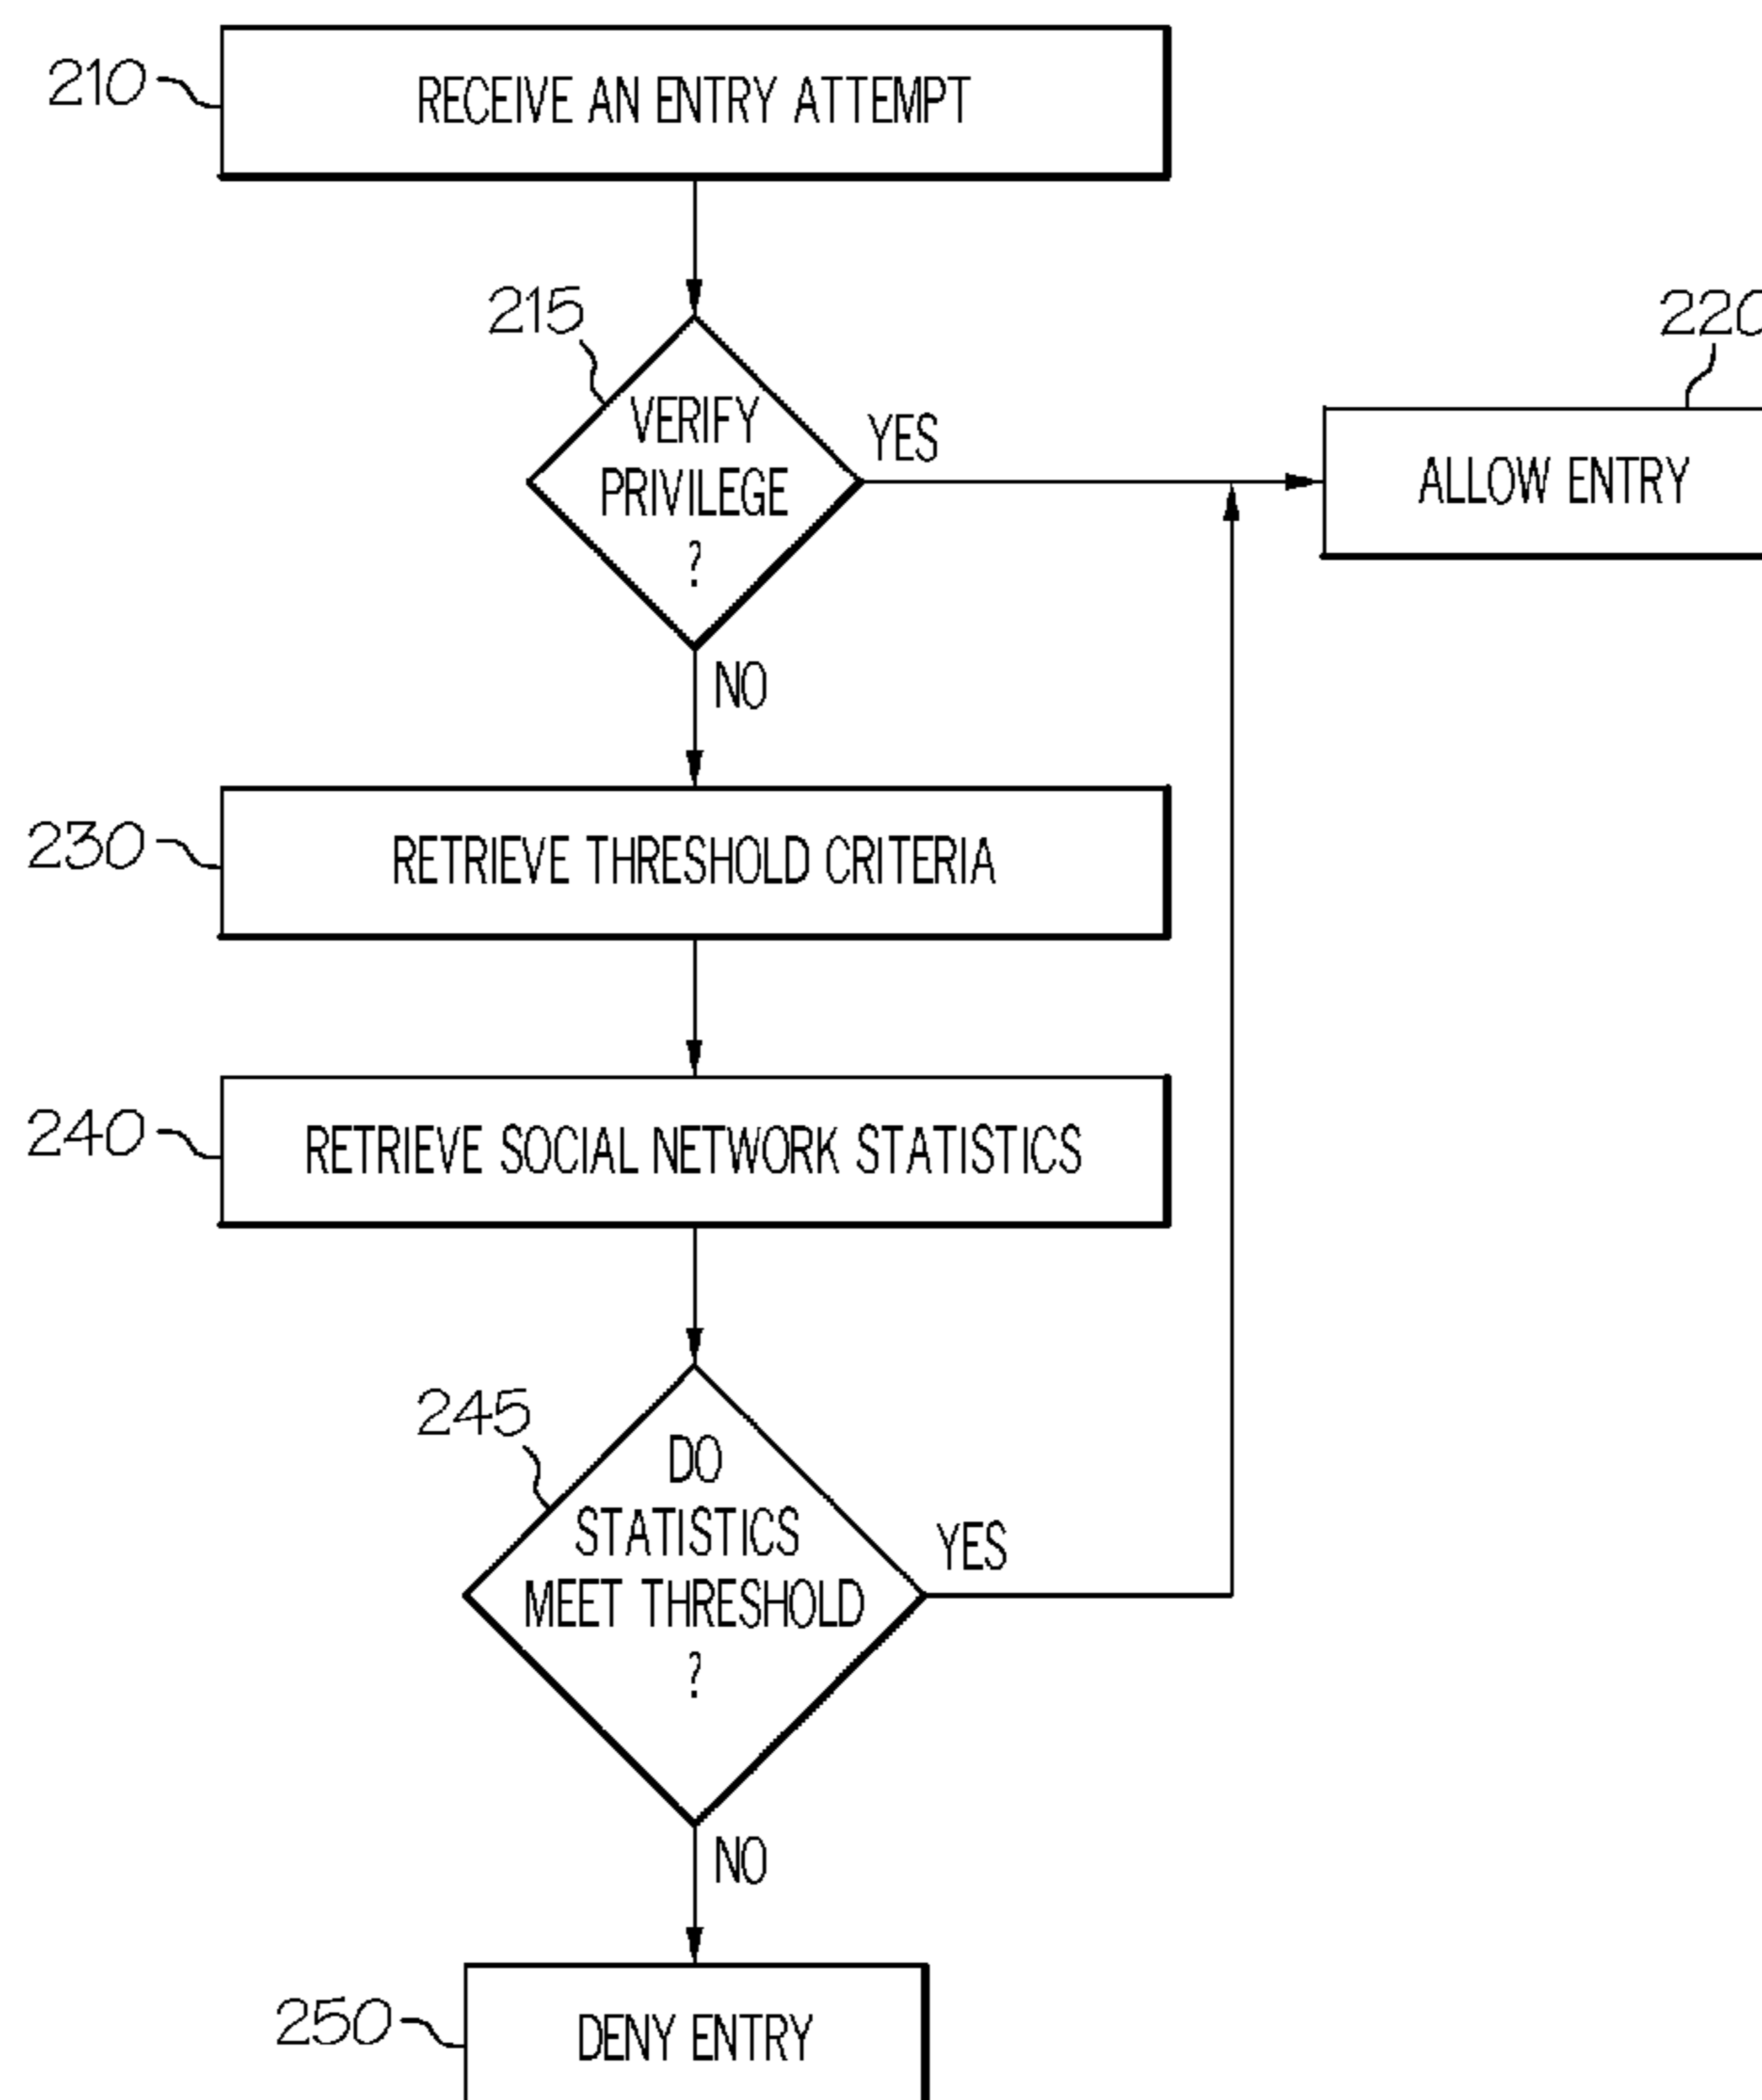 210
RECEIVE AN ENTRY ATTEMPT
215
VERIFY
PRIVILEGE
?
YES
220
ALLOW ENTRY
NO
230
RETRIEVE THRESHOLD CRITERIA
240
RETRIEVE SOCIAL NETWORK STATISTICS
245
DO
STATISTICS
MEET THRESHOLD
?
YES
NO
250
DENY ENTRY